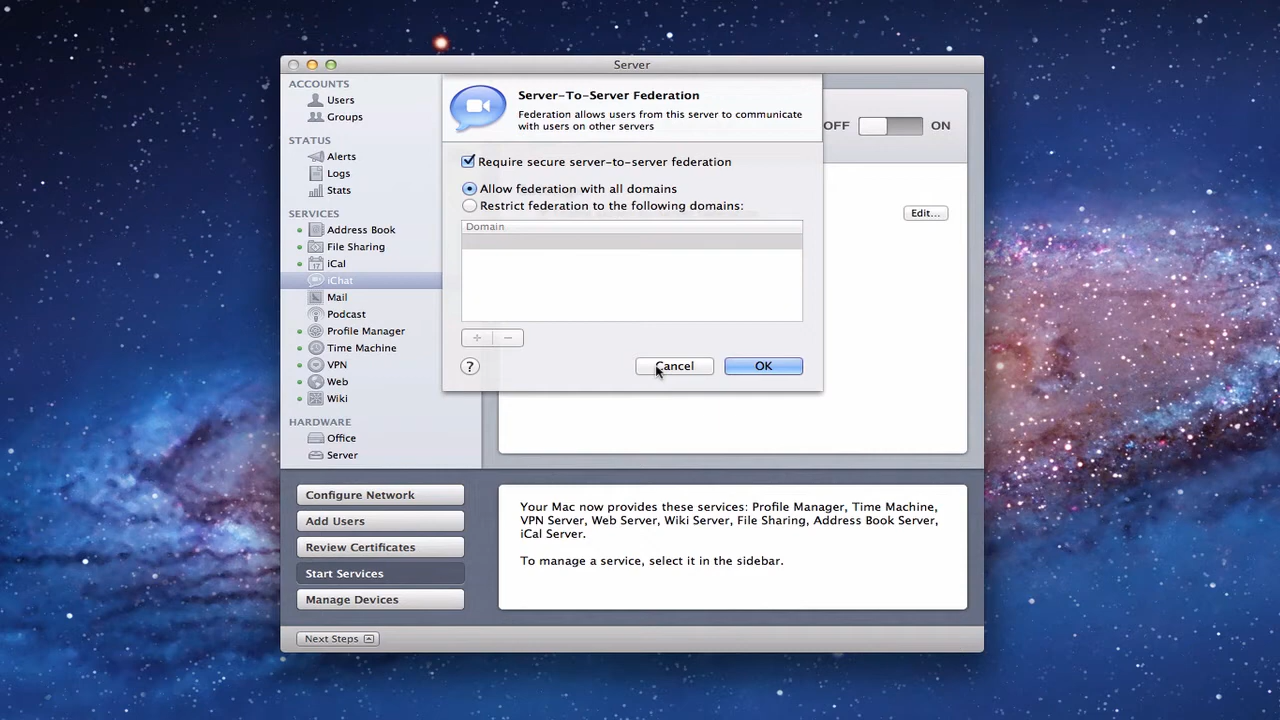 Server
ACCOUNTS
Users
Groups
STATUS
Alerts
Logs
Stats
SERVICES
Address Book
File Sharing
iCal
iChat
Mail
Podcast
Profile Manager
Time Machine
VPN
Web
Wiki
HARDWARE
Office
Server
Server-To-Server Federation
Federation allows users from this server to communicate
with users on other servers
Require secure server-to-server federation
Allow federation with all domains
Restrict federation to the following domains:
Domain
+ −
? Cancel OK
OFF ON
Edit...
Configure Network
Add Users
Review Certificates
Start Services
Manage Devices
Your Mac now provides these services: Profile Manager, Time Machine,
VPN Server, Web Server, Wiki Server, File Sharing, Address Book Server,
iCal Server.
To manage a service, select it in the sidebar.
Next Steps